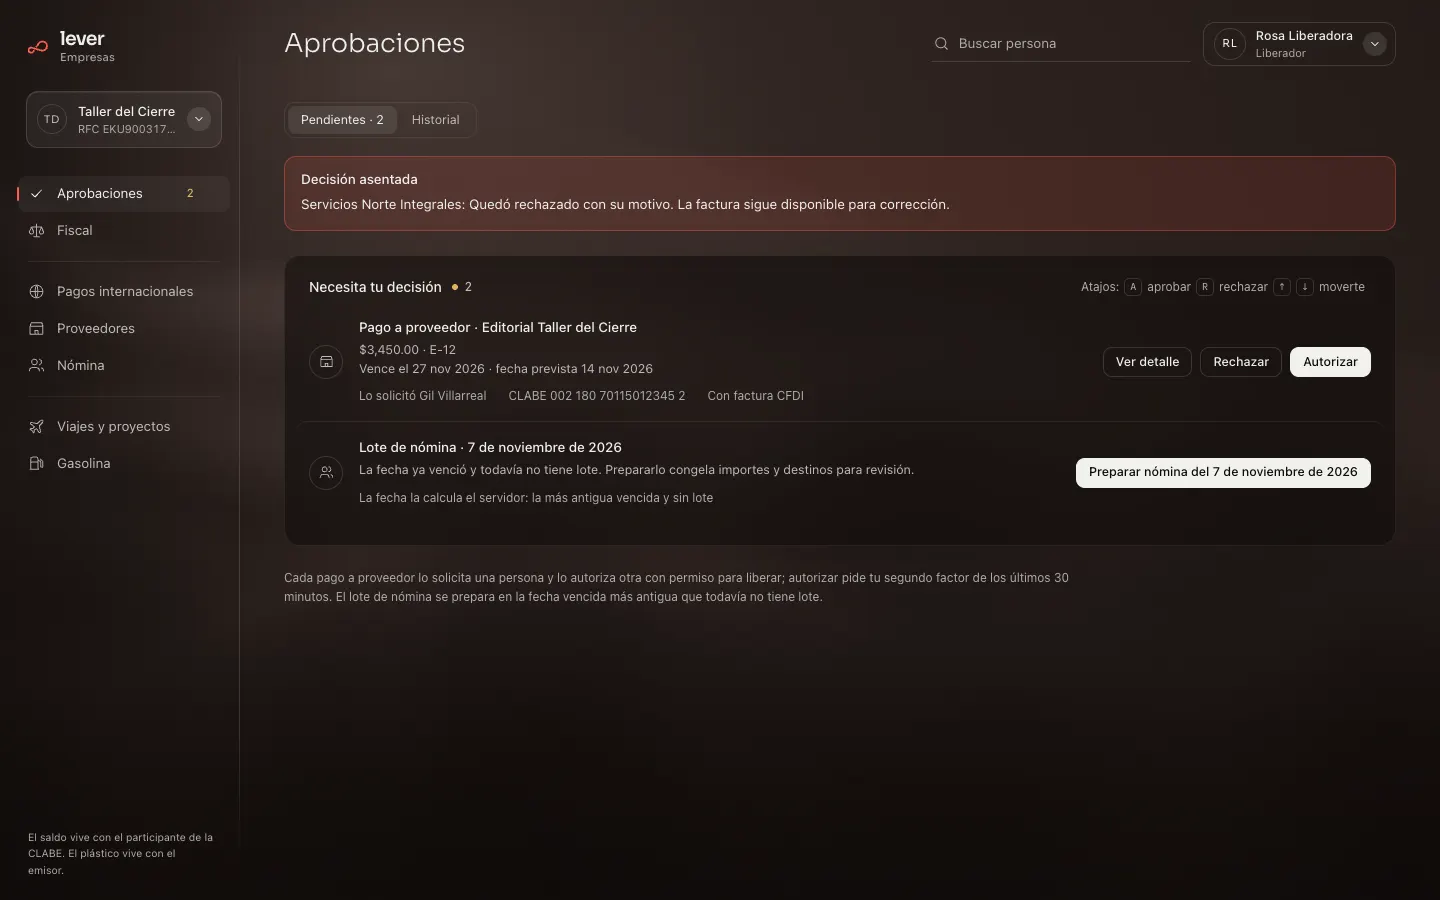 lever
Empresas
Aprobaciones
Buscar persona
RL
Rosa Liberadora
Liberador
TD
Taller del Cierre
RFC EKU900317...
Pendientes · 2
Historial
Aprobaciones
2
Fiscal
Pagos internacionales
Proveedores
Nómina
Viajes y proyectos
Gasolina
Decisión asentada
Servicios Norte Integrales: Quedó rechazado con su motivo. La factura sigue disponible para corrección.
Necesita tu decisión
2
Atajos: A aprobar R rechazar ↑ ↓ moverte
Pago a proveedor · Editorial Taller del Cierre
$3,450.00 · E-12
Vence el 27 nov 2026 · fecha prevista 14 nov 2026
Lo solicitó Gil Villarreal
CLABE 002 180 70115012345 2
Con factura CFDI
Ver detalle
Rechazar
Autorizar
Lote de nómina · 7 de noviembre de 2026
La fecha ya venció y todavía no tiene lote. Prepararlo congela importes y destinos para revisión.
La fecha la calcula el servidor: la más antigua vencida y sin lote
Preparar nómina del 7 de noviembre de 2026
Cada pago a proveedor lo solicita una persona y lo autoriza otra con permiso para liberar; autorizar pide tu segundo factor de los últimos 30
minutos. El lote de nómina se prepara en la fecha vencida más antigua que todavía no tiene lote.
El saldo vive con el participante de la
CLABE. El plástico vive con el
emisor.